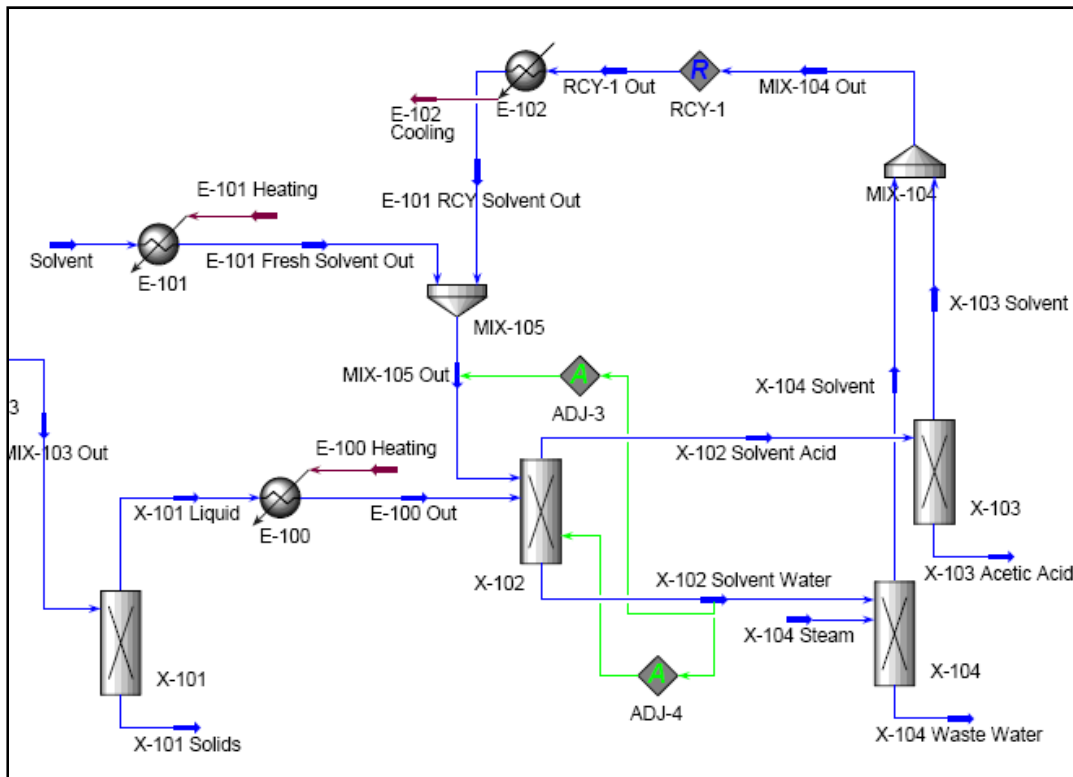 RCY-1 Out
MIX-104 Out
R
E-102
RCY-1
E-102
Cooling
MIX-104
E-101 Heating
E-101 RCY Solvent Out
Solvent
E-101 Fresh Solvent Out
E-101
X-103 Solvent
MIX-105
MIX-105 Out
A
X-104 Solvent
3
ADJ-3
MIX-103 Out
E-100 Heating
X-102 Solvent Acid
X-101 Liquid
E-100 Out
X-103
E-100
X-102
X-102 Solvent Water
X-103 Acetic Acid
X-104 Steam
A
X-101
X-104
ADJ-4
X-101 Solids
X-104 Waste Water